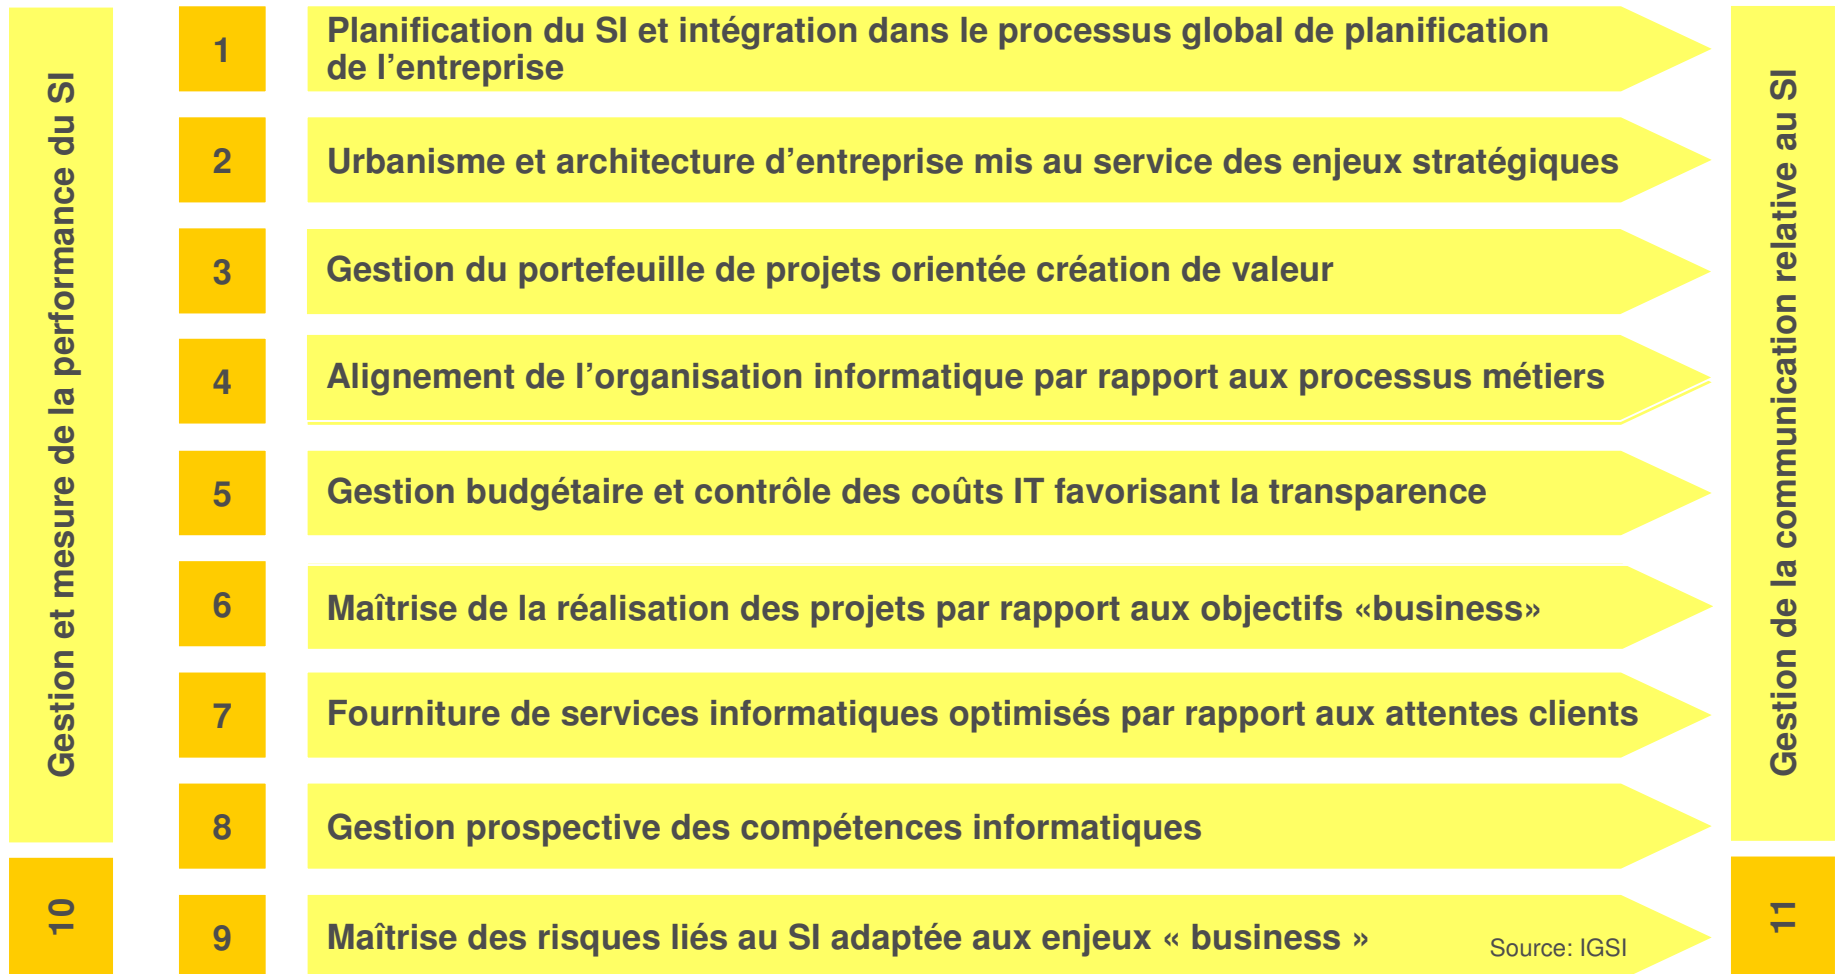 Gestion et mesure de la performance du SI
10
1
Planification du SI et intégration dans le processus global de planification
de l’entreprise
2
Urbanisme et architecture d’entreprise mis au service des enjeux stratégiques
3
Gestion du portefeuille de projets orientée création de valeur
4
Alignement de l’organisation informatique par rapport aux processus métiers
5
Gestion budgétaire et contrôle des coûts IT favorisant la transparence
6
Maîtrise de la réalisation des projets par rapport aux objectifs «business»
7
Fourniture de services informatiques optimisés par rapport aux attentes clients
8
Gestion prospective des compétences informatiques
9
Maîtrise des risques liés au SI adaptée aux enjeux « business »
Source: IGSI
Gestion de la communication relative au SI
11